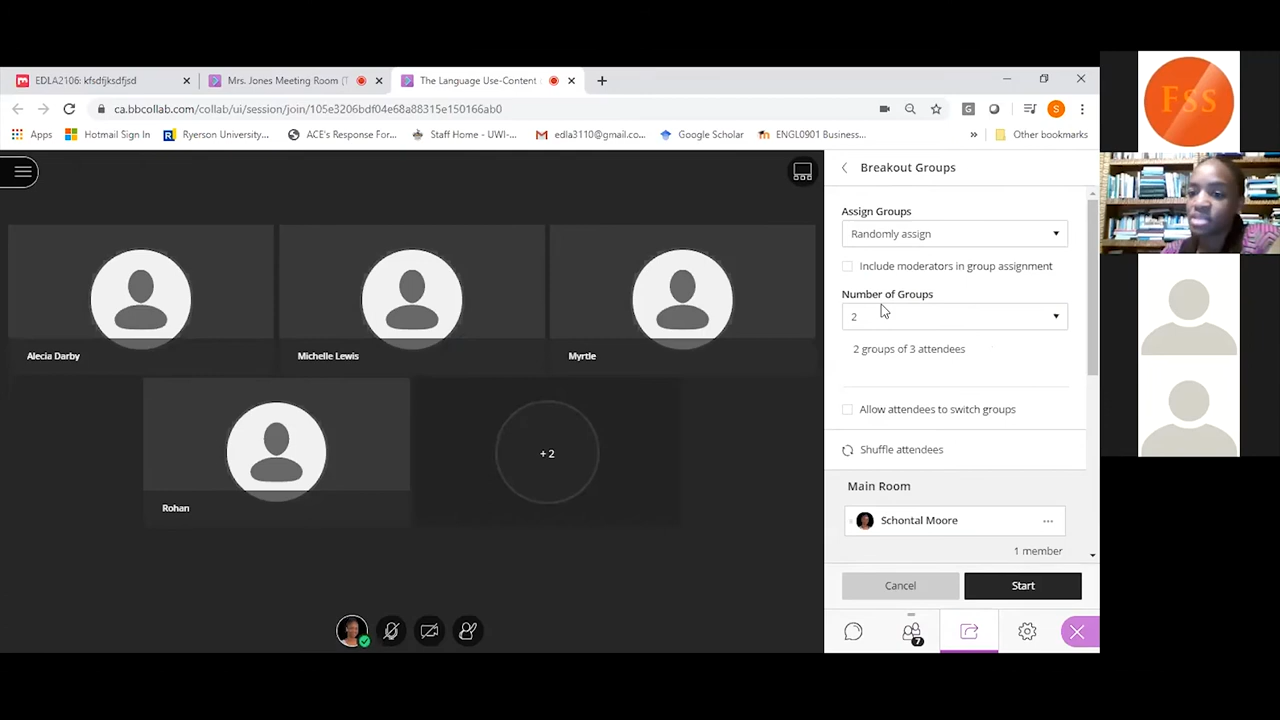 EDLA2106: kfsdfjksdfjsd
Mrs. Jones Meeting Room (T
The Language Use-Content
ca.bbcollab.com/collab/ui/session/join/105e3206bdf04e68a88315e150166ab0
S
Apps
Hotmail Sign In
Ryerson University...
ACE's Response For...
Staff Home - UWI-...
edla3110@gmail.co...
Google Scholar
ENGL0901 Business...
»
Other bookmarks
FSS
Breakout Groups
Assign Groups
Randomly assign
Include moderators in group assignment
Number of Groups
2
2 groups of 3 attendees
Allow attendees to switch groups
Shuffle attendees
Main Room
Schontal Moore
1 member
Cancel
Start
7
Alecia Darby
Michelle Lewis
Myrtle
Rohan
+ 2